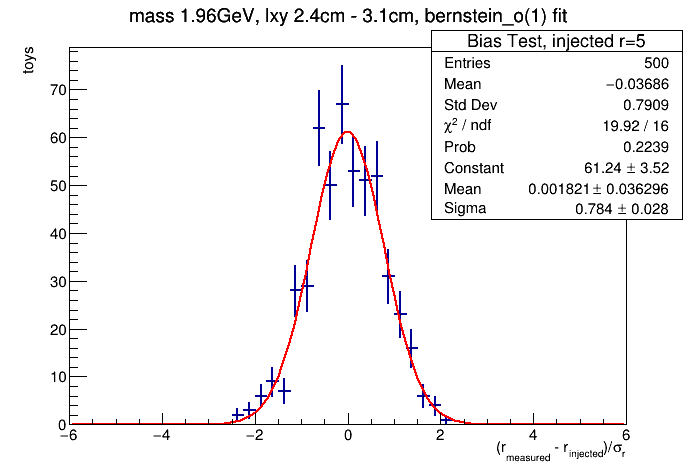 mass 1.96GeV, lxy 2.4cm - 3.1cm, bernstein_o(1) fit
toys
Bias Test, injected r=5
Entries 500
Mean −0.03686
Std Dev 0.7909
χ² / ndf 19.92 / 16
Prob 0.2239
Constant 61.24 ± 3.52
Mean 0.001821 ± 0.036296
Sigma 0.784 ± 0.028
70
60
50
40
30
20
10
0
−6 −4 −2 0 2 4 6
(r_measured - r_injected)/σ_r